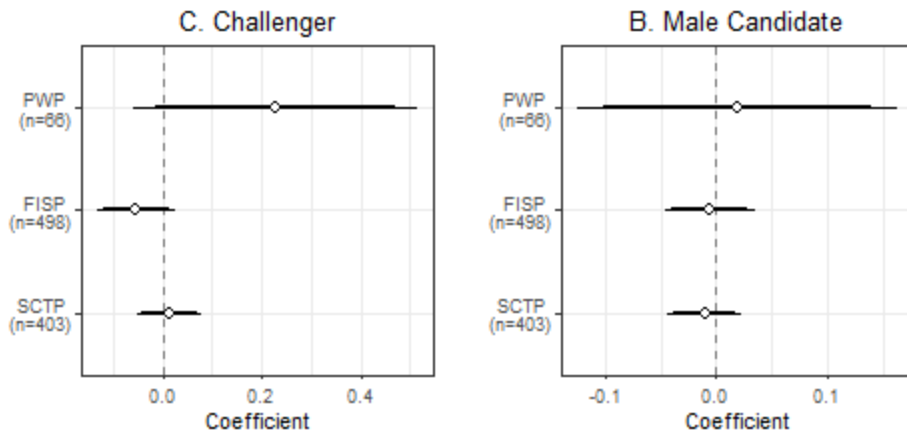 C. Challenger
PWP
(n=66)
FISP
(n=498)
SCTP
(n=403)
0.0 0.2 0.4
Coefficient
B. Male Candidate
PWP
(n=66)
FISP
(n=498)
SCTP
(n=403)
-0.1 0.0 0.1
Coefficient